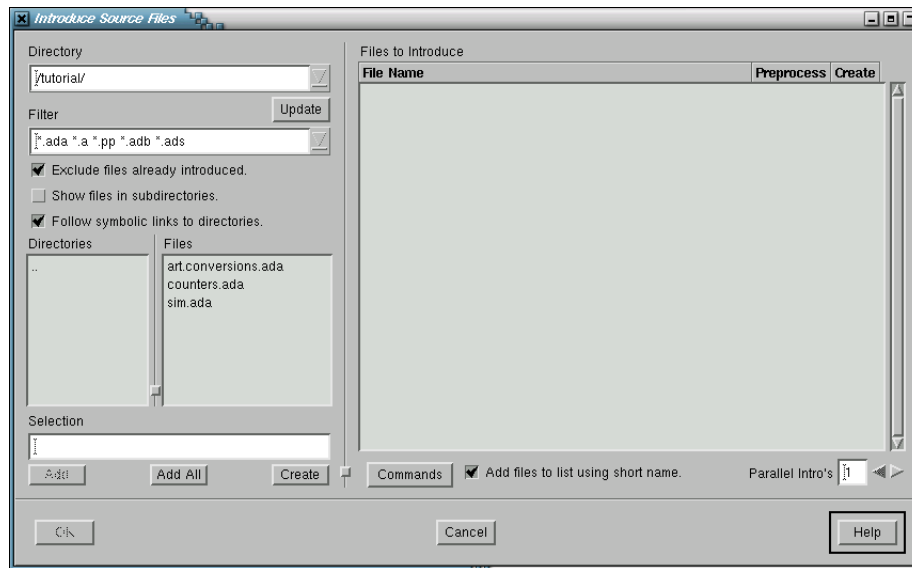 Introduce Source Files
Directory
/tutorial/
Update
Filter
*.ada *.a *.pp *.adb *.ads
Exclude files already introduced.
Show files in subdirectories.
Follow symbolic links to directories.
Directories
Files
..
art.conversions.ada
counters.ada
sim.ada
Selection
Add
Add All
Create
Files to Introduce
File Name
Preprocess
Create
Commands
Add files to list using short name.
Parallel Intro's
1
OK
Cancel
Help